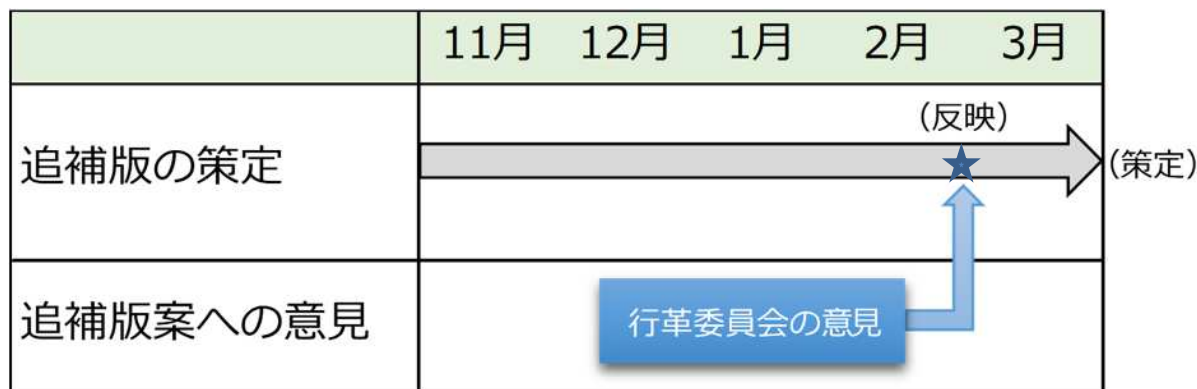 11月 12月 1月 2月 3月
(反映)
追補版の策定
(策定)
追補版案への意見
行革委員会の意見